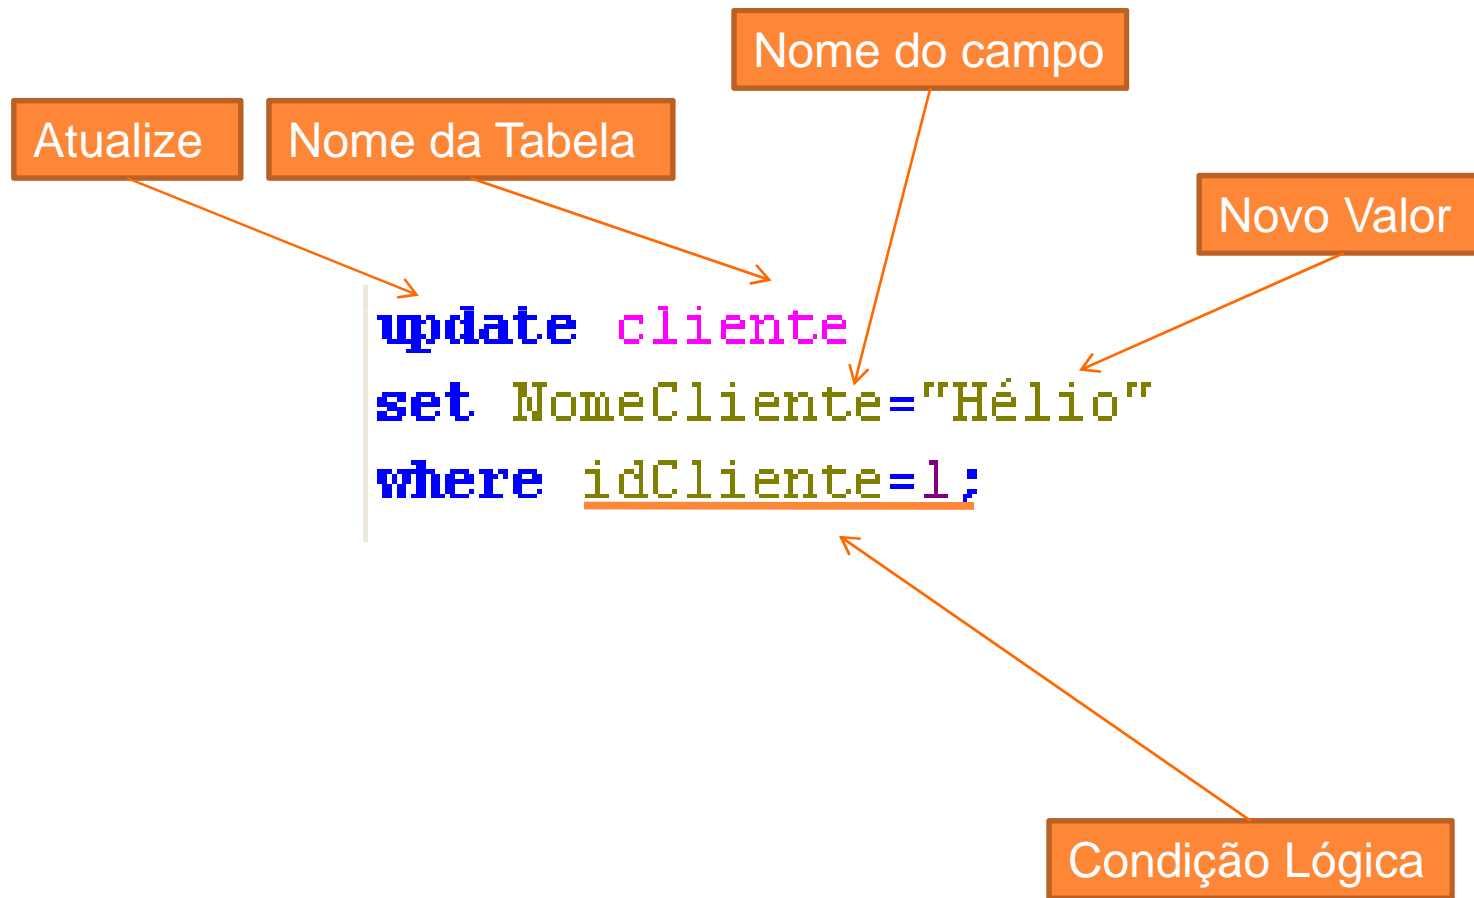 Nome do campo
Atualize
Nome da Tabela
Novo Valor
update cliente
set NomeCliente="Hélio"
where idCliente=1;
Condição Lógica